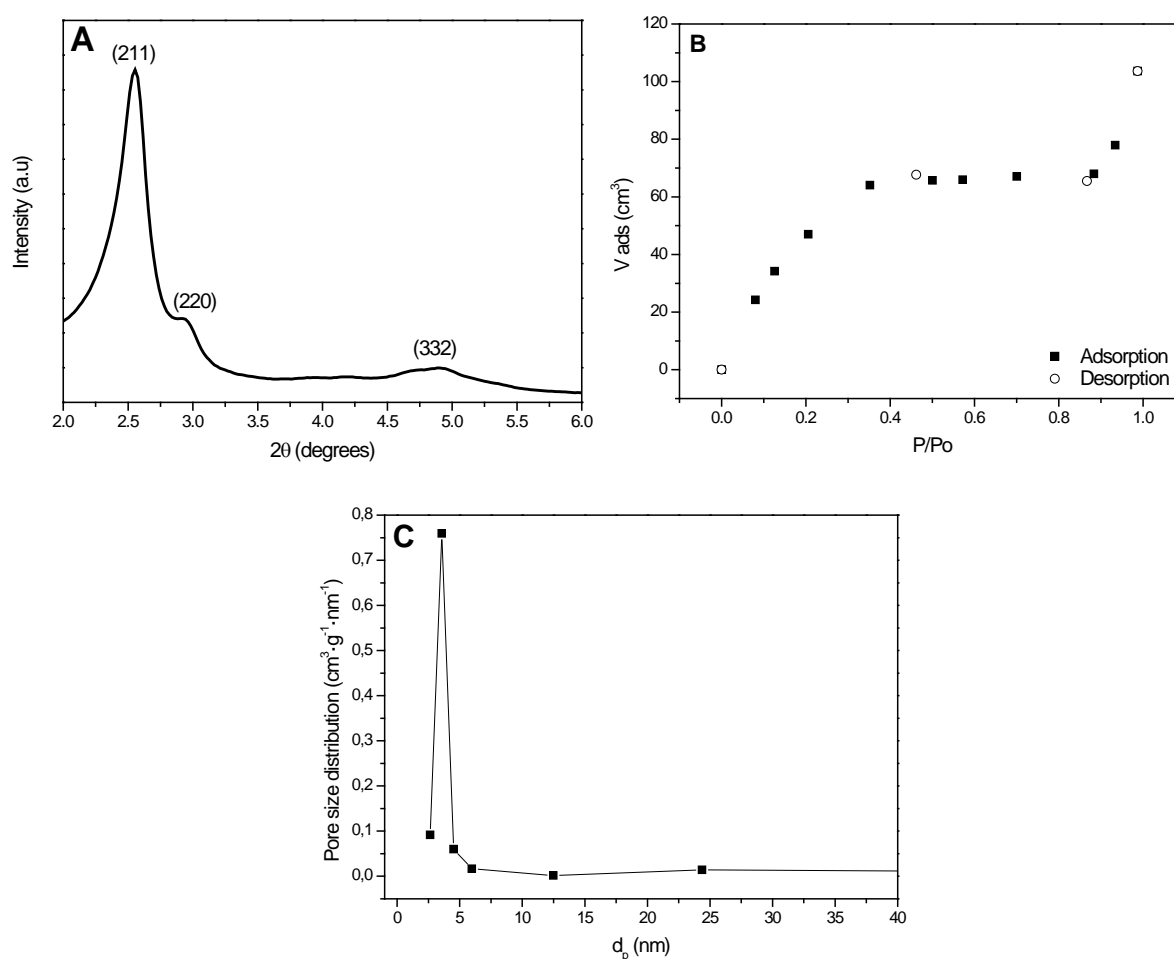 A
(211)
(220)
(332)
Intensity (a.u)
2.0 2.5 3.0 3.5 4.0 4.5 5.0 5.5 6.0
2θ (degrees)
B
120
100
80
60
40
20
0
V ads (cm³)
Adsorption
Desorption
0.0 0.2 0.4 0.6 0.8 1.0
P/Po
C
0,8
0,7
0,6
0,5
0,4
0,3
0,2
0,1
0,0
Pore size distribution (cm³·g⁻¹·nm⁻¹)
0 5 10 15 20 25 30 35 40
dₚ (nm)